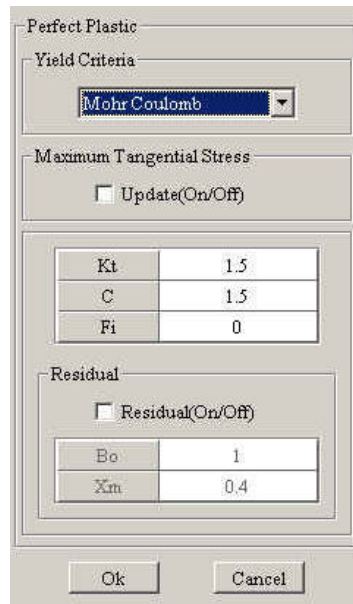 Perfect Plastic
Yield Criteria
Mohr Coulomb
Maximum Tangential Stress
Update(On/Off)
Kt 1.5
C 1.5
Fi 0
Residual
Residual(On/Off)
Bo 1
Xm 0.4
Ok Cancel